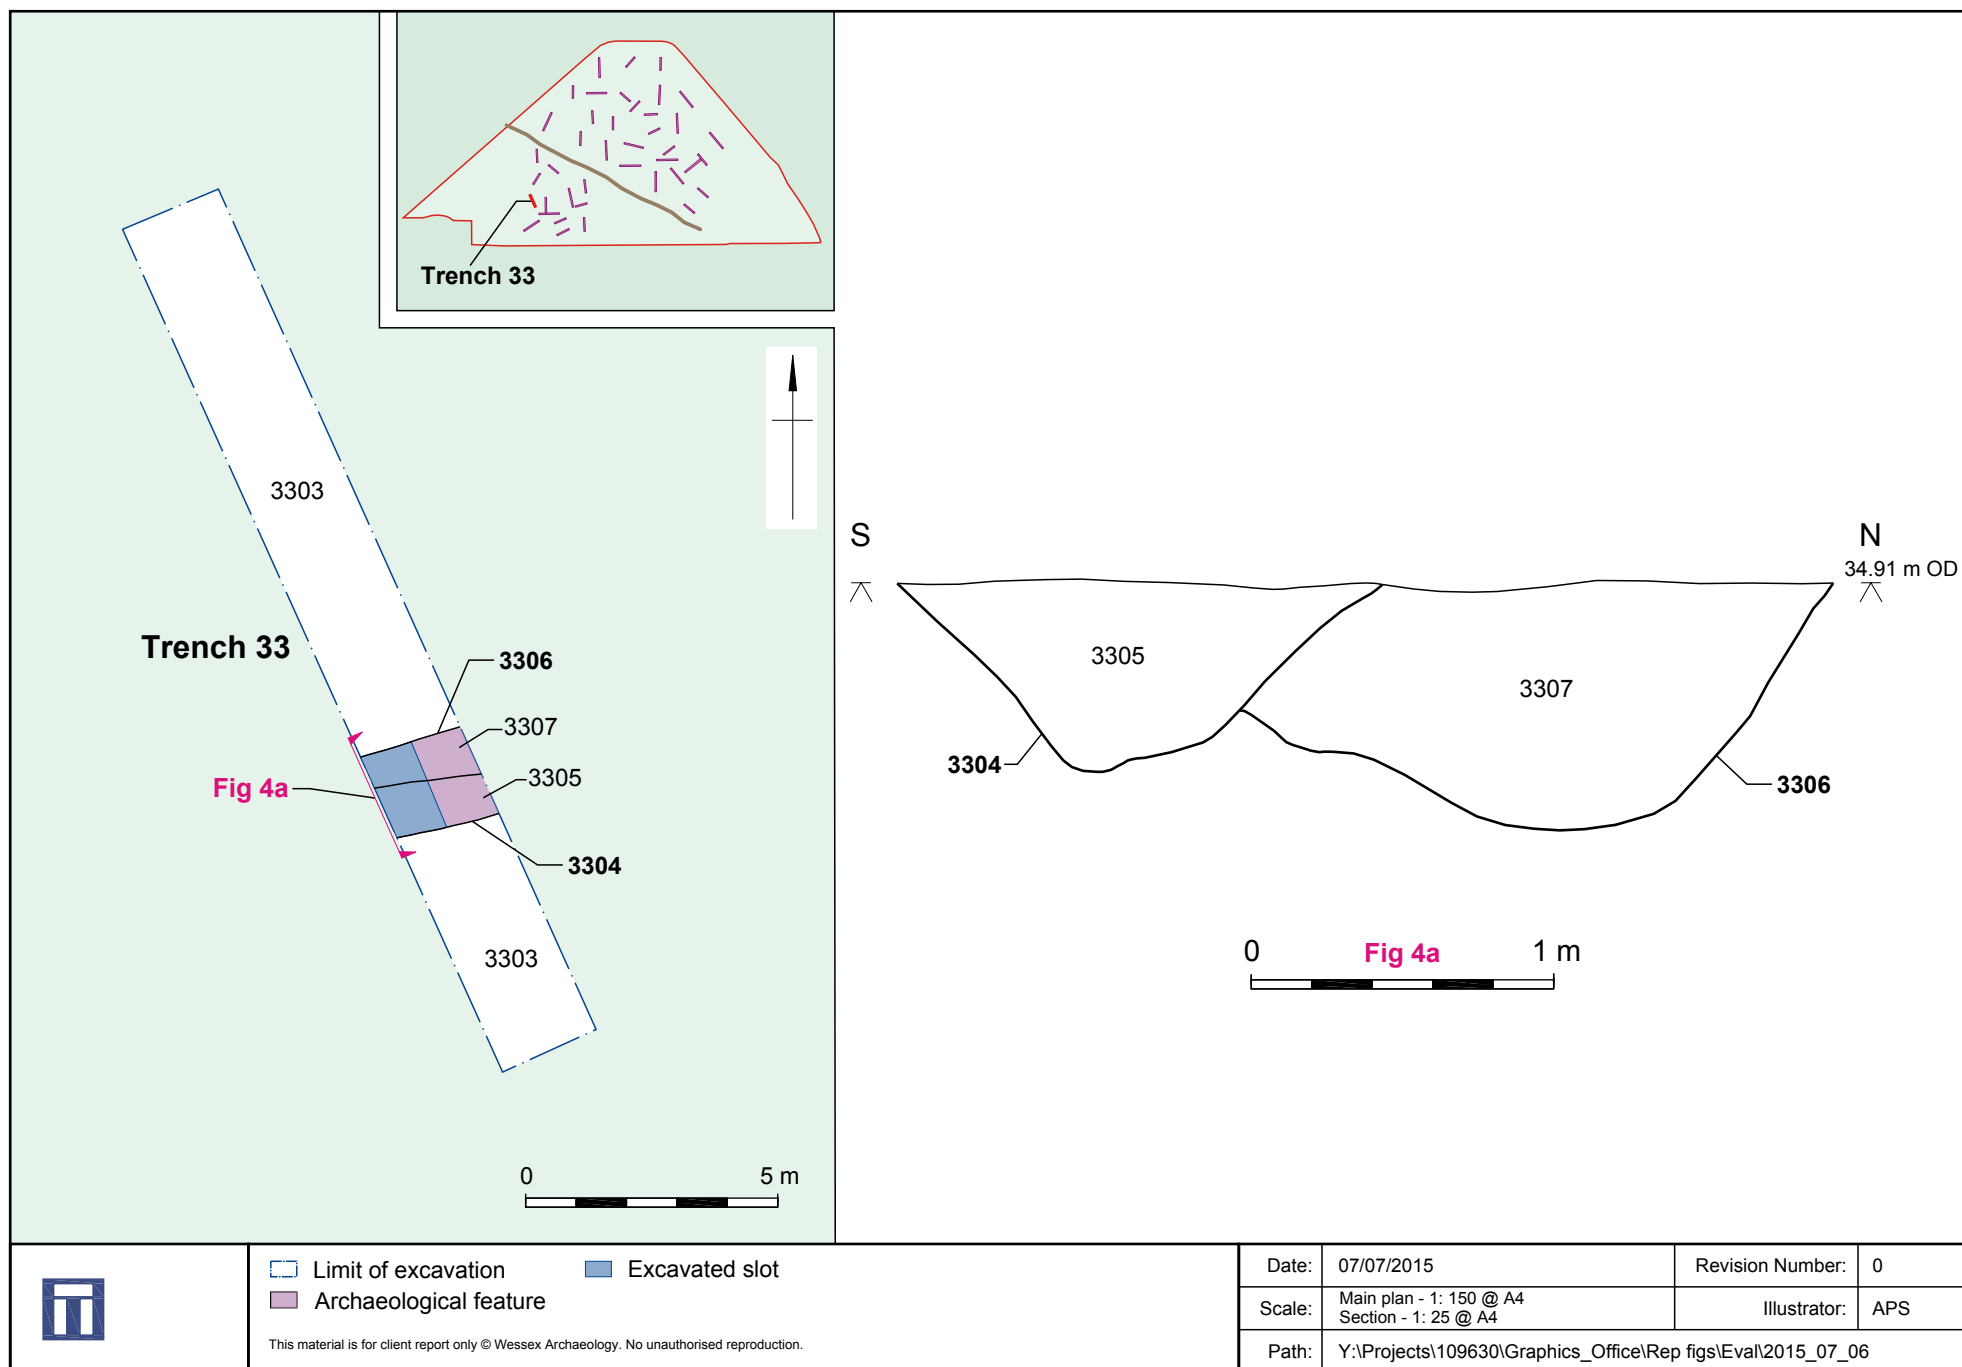 Trench 33
3303
Trench 33
3306
3307
3305
Fig 4a
3304
3303
0 5 m
S
N
34.91 m OD
3305
3307
3304
3306
0 Fig 4a 1 m
Limit of excavation
Excavated slot
Archaeological feature
This material is for client report only © Wessex Archaeology. No unauthorised reproduction.
Date: 07/07/2015 Revision Number: 0
Scale: Main plan - 1: 150 @ A4
Section - 1: 25 @ A4
Illustrator: APS
Path: Y:\Projects\109630\Graphics_Office\Rep figs\Eval\2015_07_06